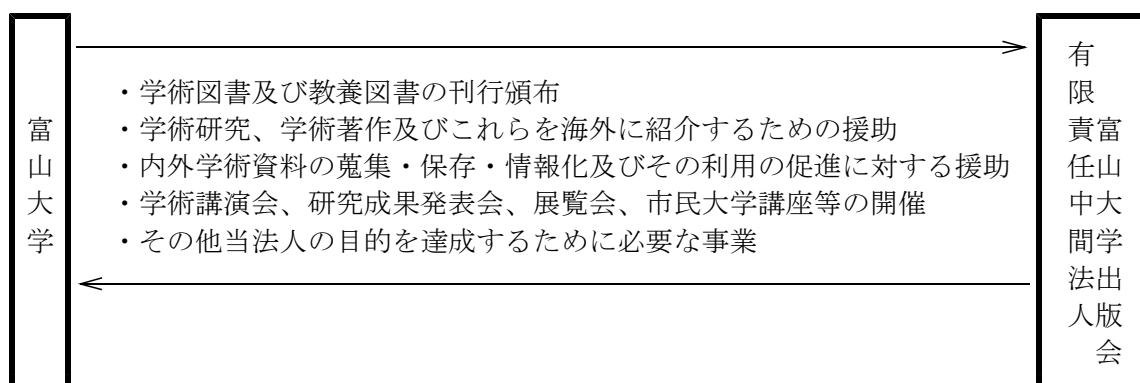 富山大学
・学術図書及び教養図書の刊行頒布
・学術研究、学術著作及びこれらを海外に紹介するための援助
・内外学術資料の蒐集・保存・情報化及びその利用の促進に対する援助
・学術講演会、研究成果発表会、展覧会、市民大学講座等の開催
・その他当法人の目的を達成するために必要な事業
有限責任中間法人
富山大学出版会